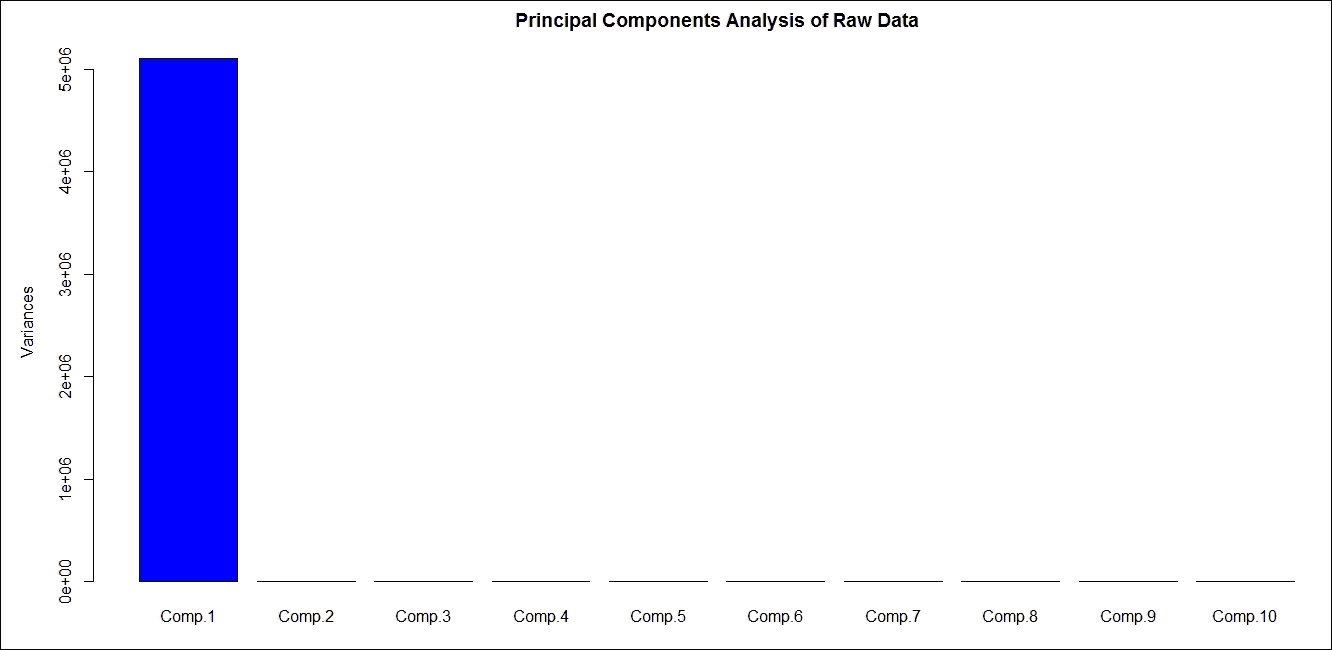 Principal Components Analysis of Raw Data
5e+06
4e+06
3e+06
2e+06
1e+06
0e+00
Variances
Comp.1 Comp.2 Comp.3 Comp.4 Comp.5 Comp.6 Comp.7 Comp.8 Comp.9 Comp.10